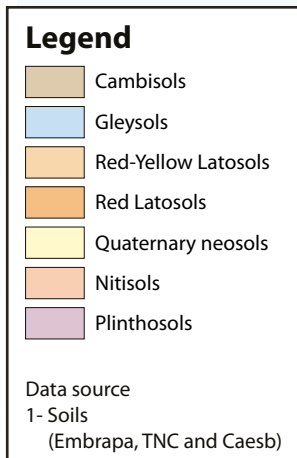 Legend
Cambisols
Gleysols
Red-Yellow Latosols
Red Latosols
Quaternary neosols
Nitisols
Plinthosols
Data source
1- Soils
(Embrapa, TNC and Caesb)